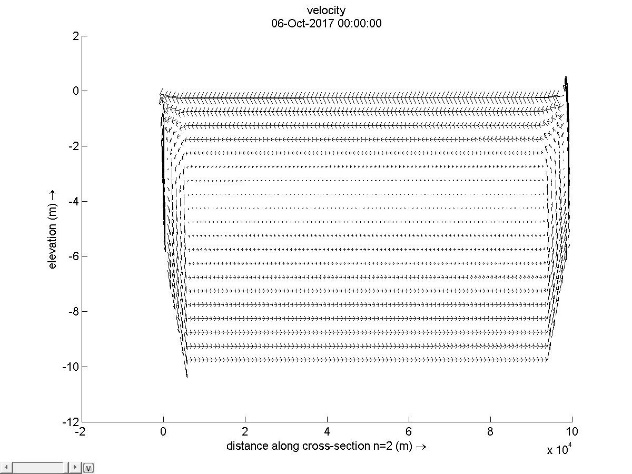 velocity
06-Oct-2017 00:00:00
2
0
-2
-4
-6
-8
-10
-12
elevation (m) →
-2
0
2
4
6
8
10
x 10⁴
distance along cross-section n=2 (m) →
v